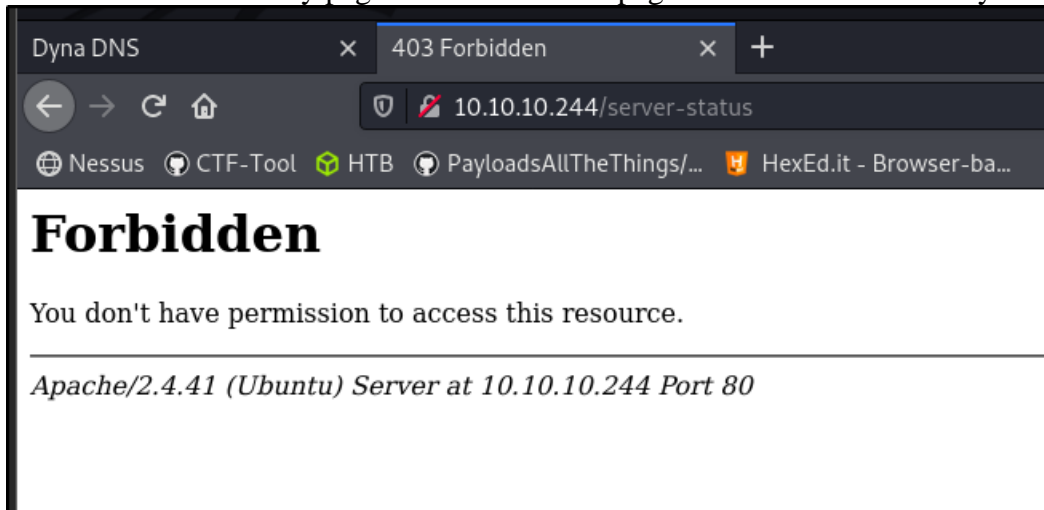 Dyna DNS × 403 Forbidden × +
10.10.10.244/server-status
Nessus CTF-Tool HTB PayloadsAllTheThings/... HexEd.it - Browser-ba...
Forbidden
You don't have permission to access this resource.
Apache/2.4.41 (Ubuntu) Server at 10.10.10.244 Port 80